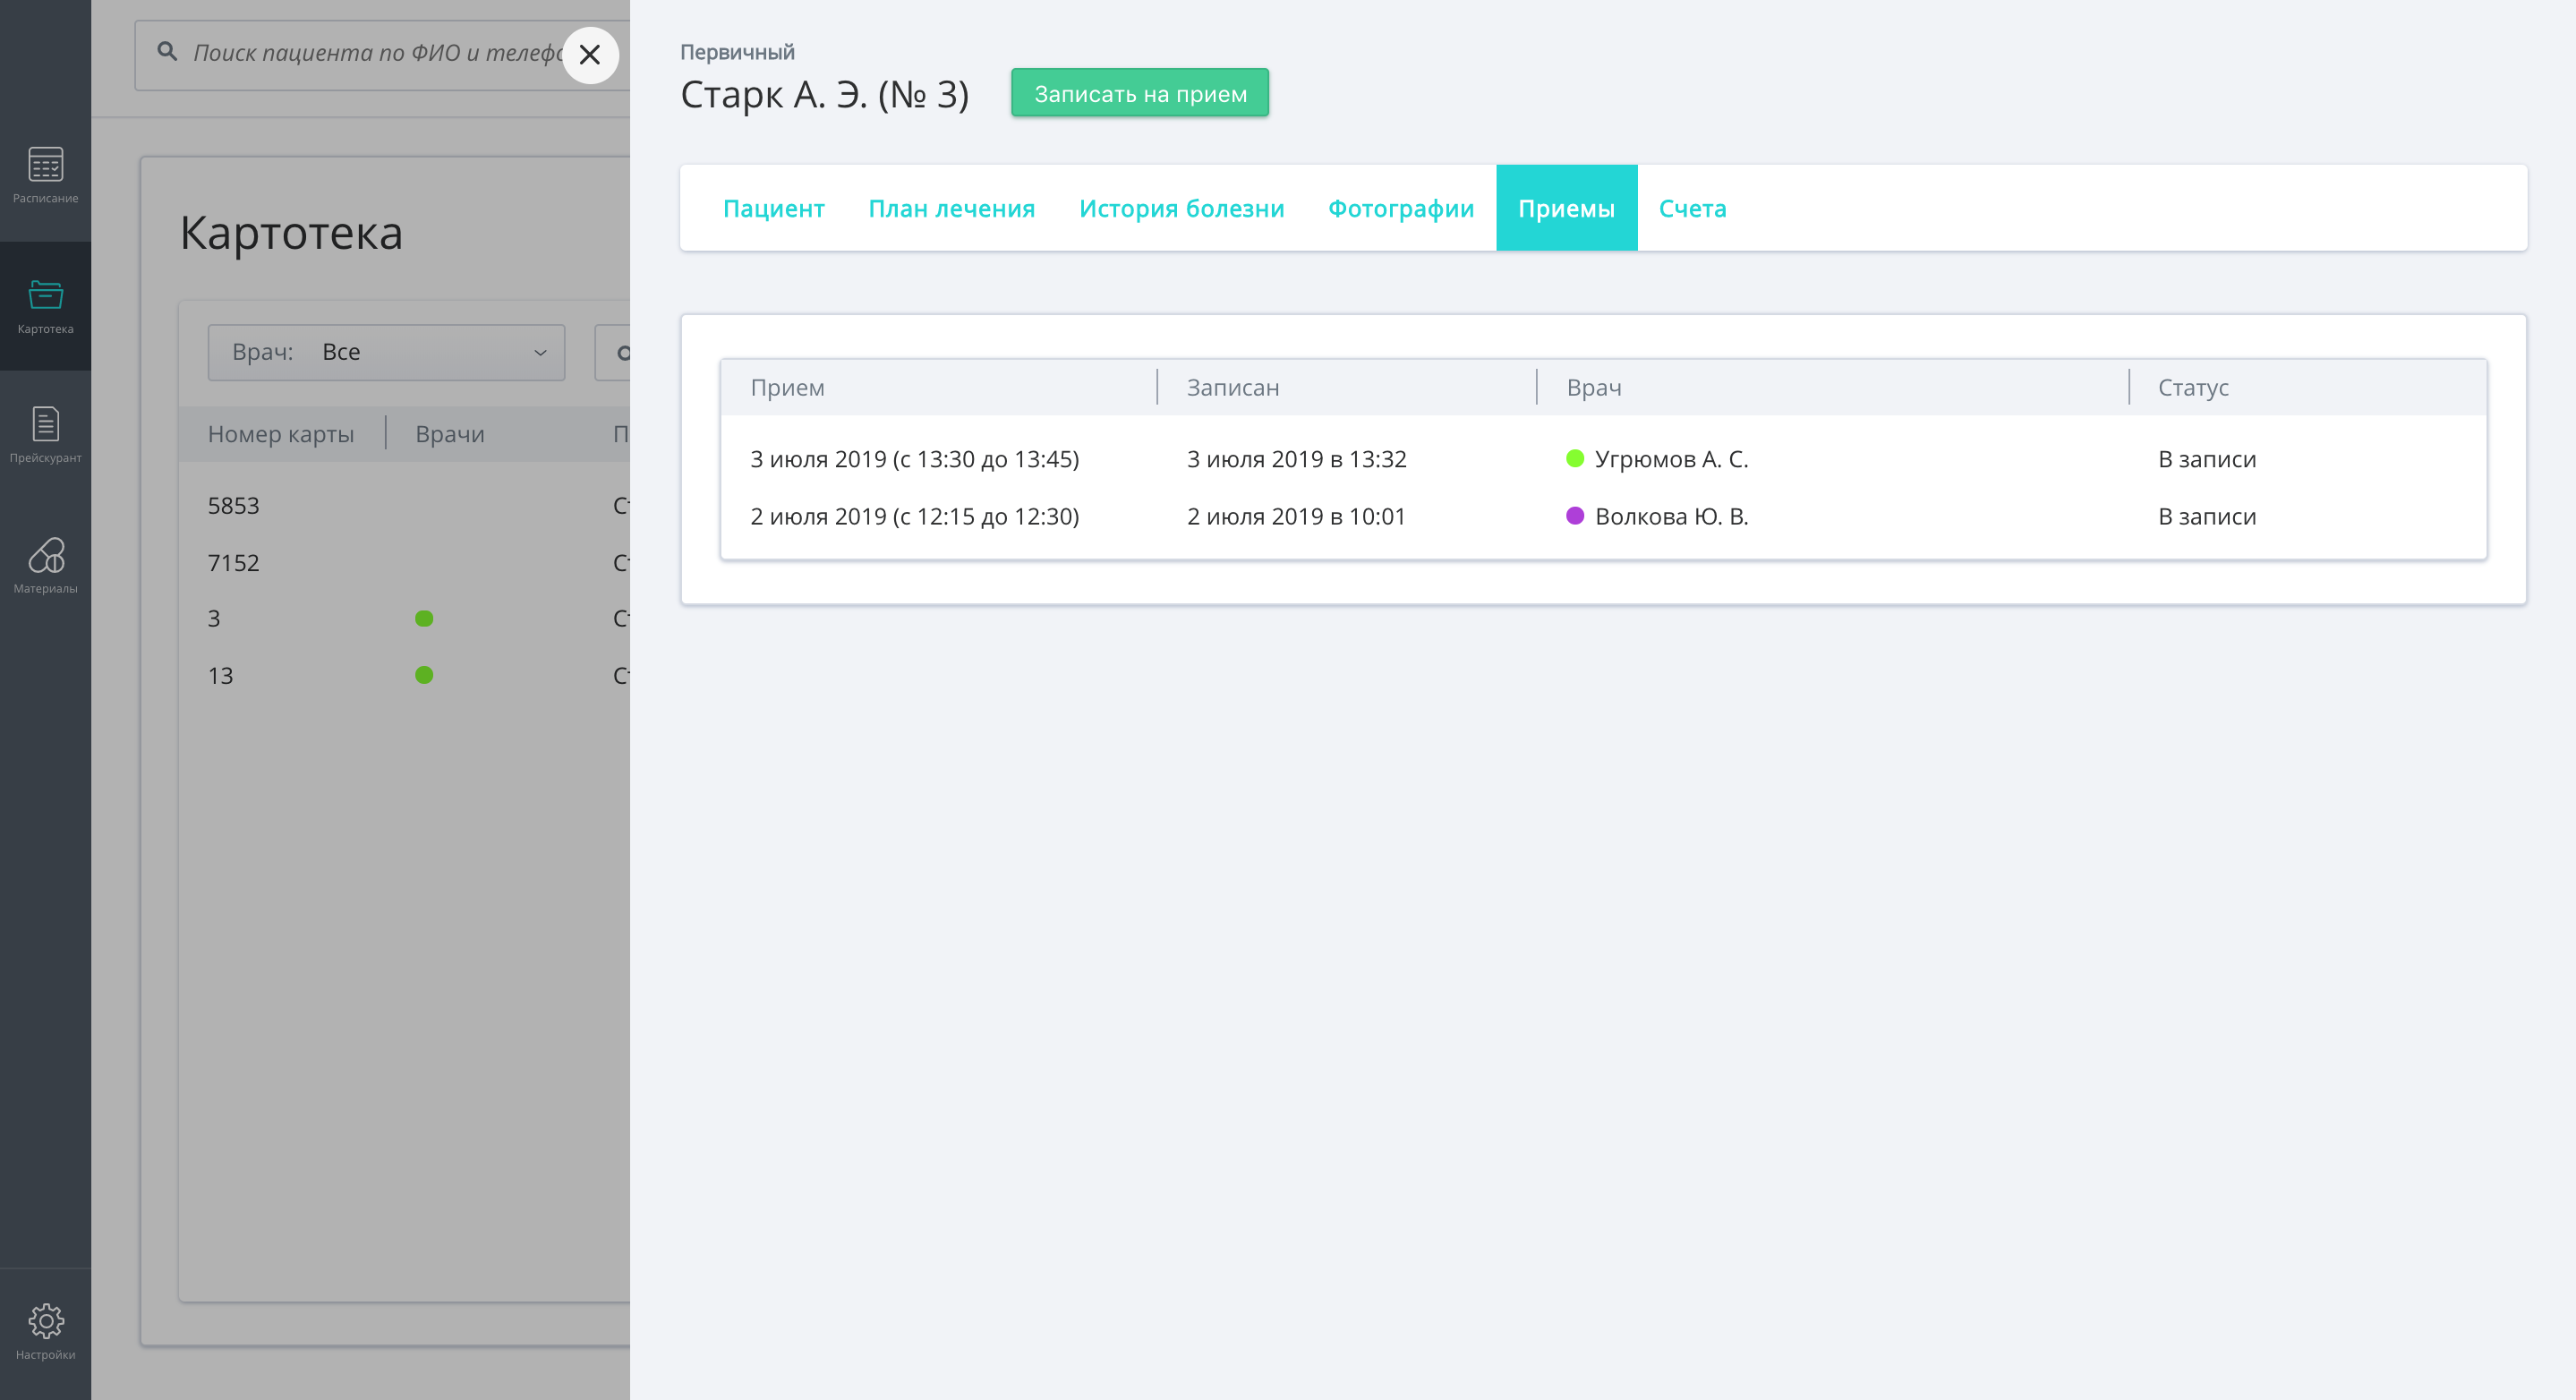 Расписание
Картотека
Прейскурант
Материалы
Настройки
Поиск пациента по ФИО и
Картотека
Врач: Все
Номер карты Врачи
5853
7152
3
13
Первичный
Старк А. Э. (№ 3)
Записать на прием
Пациент План лечения История болезни Фотографии Приемы Счета
Прием Записан Врач Статус
3 июля 2019 (с 13:30 до 13:45) 3 июля 2019 в 13:32 Угрюмов А. С. В записи
2 июля 2019 (с 12:15 до 12:30) 2 июля 2019 в 10:01 Волкова Ю. В. В записи